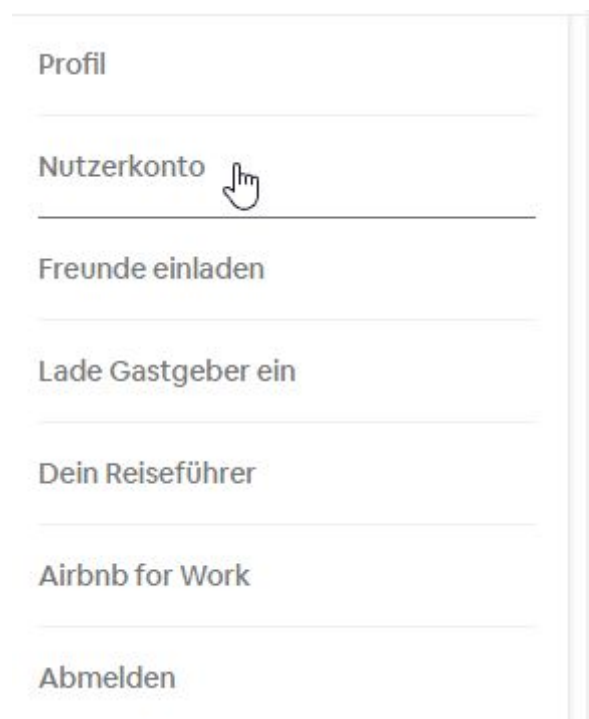 Profil
Nutzerkonto
Freunde einladen
Lade Gastgeber ein
Dein Reiseführer
Airbnb for Work
Abmelden